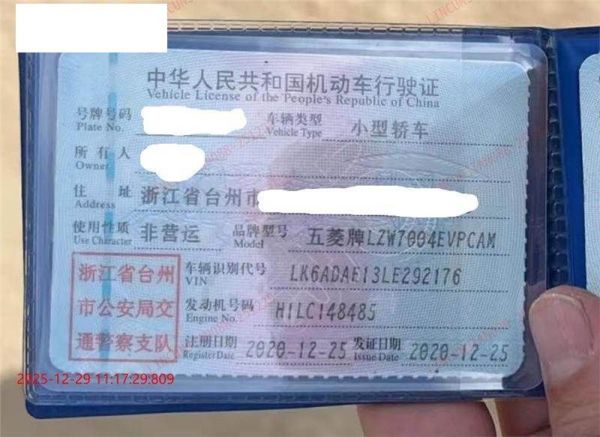 中华人民共和国机动车行驶证
Vehicle License of the People's Republic of China
号牌号码 车辆类型 小型轿车
Plate No. Vehicle Type
所有人
Owner
住 址 浙江省台州市
Address
使用性质 非营运 品牌型号 五菱牌LZW7004EVPCAM
Use Character Model
浙江省台州市公安局交通警察支队
车辆识别代号 LK6ADAE13LE292176
VIN
发动机号码 H1LC148485
Engine No.
注册日期 2020-12-25 发证日期 2020-12-25
Register Date Issue Date
2025-12-29 11:17:29:809